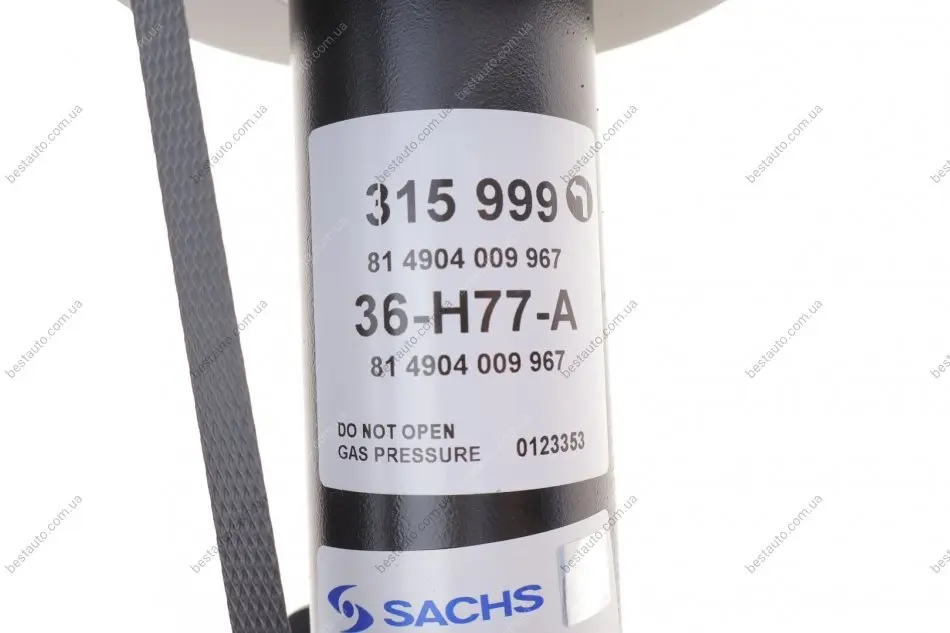 315 999
81 4904 009 967
36-H77-A
81 4904 009 967
DO NOT OPEN
GAS PRESSURE 0123353
SACHS
bestauto.com.ua